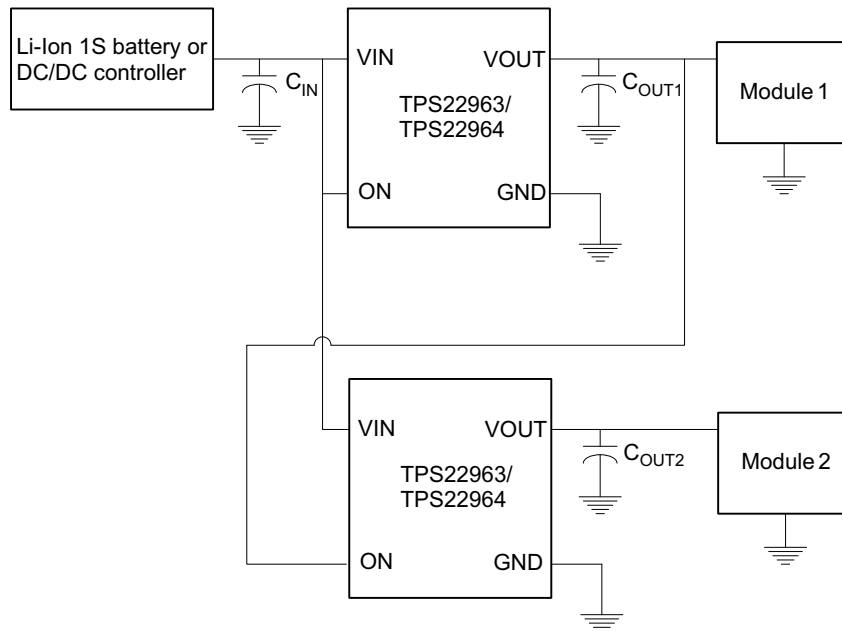 Li-Ion 1S battery or
DC/DC controller
C_IN
VIN
VOUT
TPS22963/
TPS22964
ON
GND
C_OUT1
Module 1
VIN
VOUT
TPS22963/
TPS22964
ON
GND
C_OUT2
Module 2